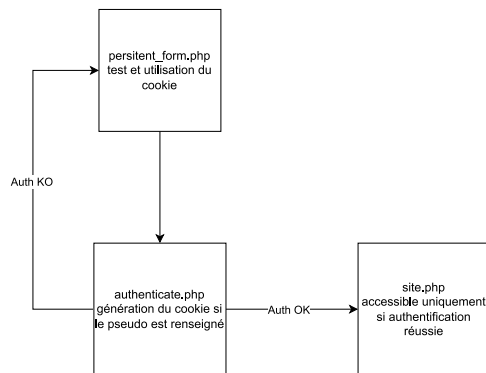 persitent_form.php
test et utilisation du
cookie
Auth KO
authenticate.php
génération du cookie si
le pseudo est renseigné
Auth OK
site.php
accessible uniquement
si authentification
réussie